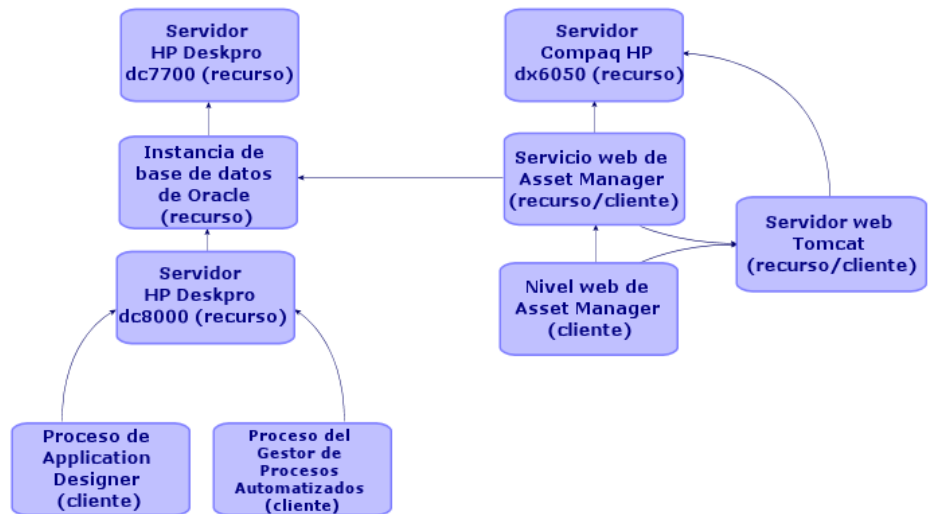 Servidor
HP Deskpro
dc7700 (recurso)
Servidor
Compaq HP
dx6050 (recurso)
Instancia de
base de datos
de Oracle
(recurso)
Servicio web de
Asset Manager
(recurso/cliente)
Servidor web
Tomcat
(recurso/cliente)
Servidor
HP Deskpro
dc8000 (recurso)
Nivel web de
Asset Manager
(cliente)
Proceso de
Application
Designer
(cliente)
Proceso del
Gestor de
Procesos
Automatizados
(cliente)